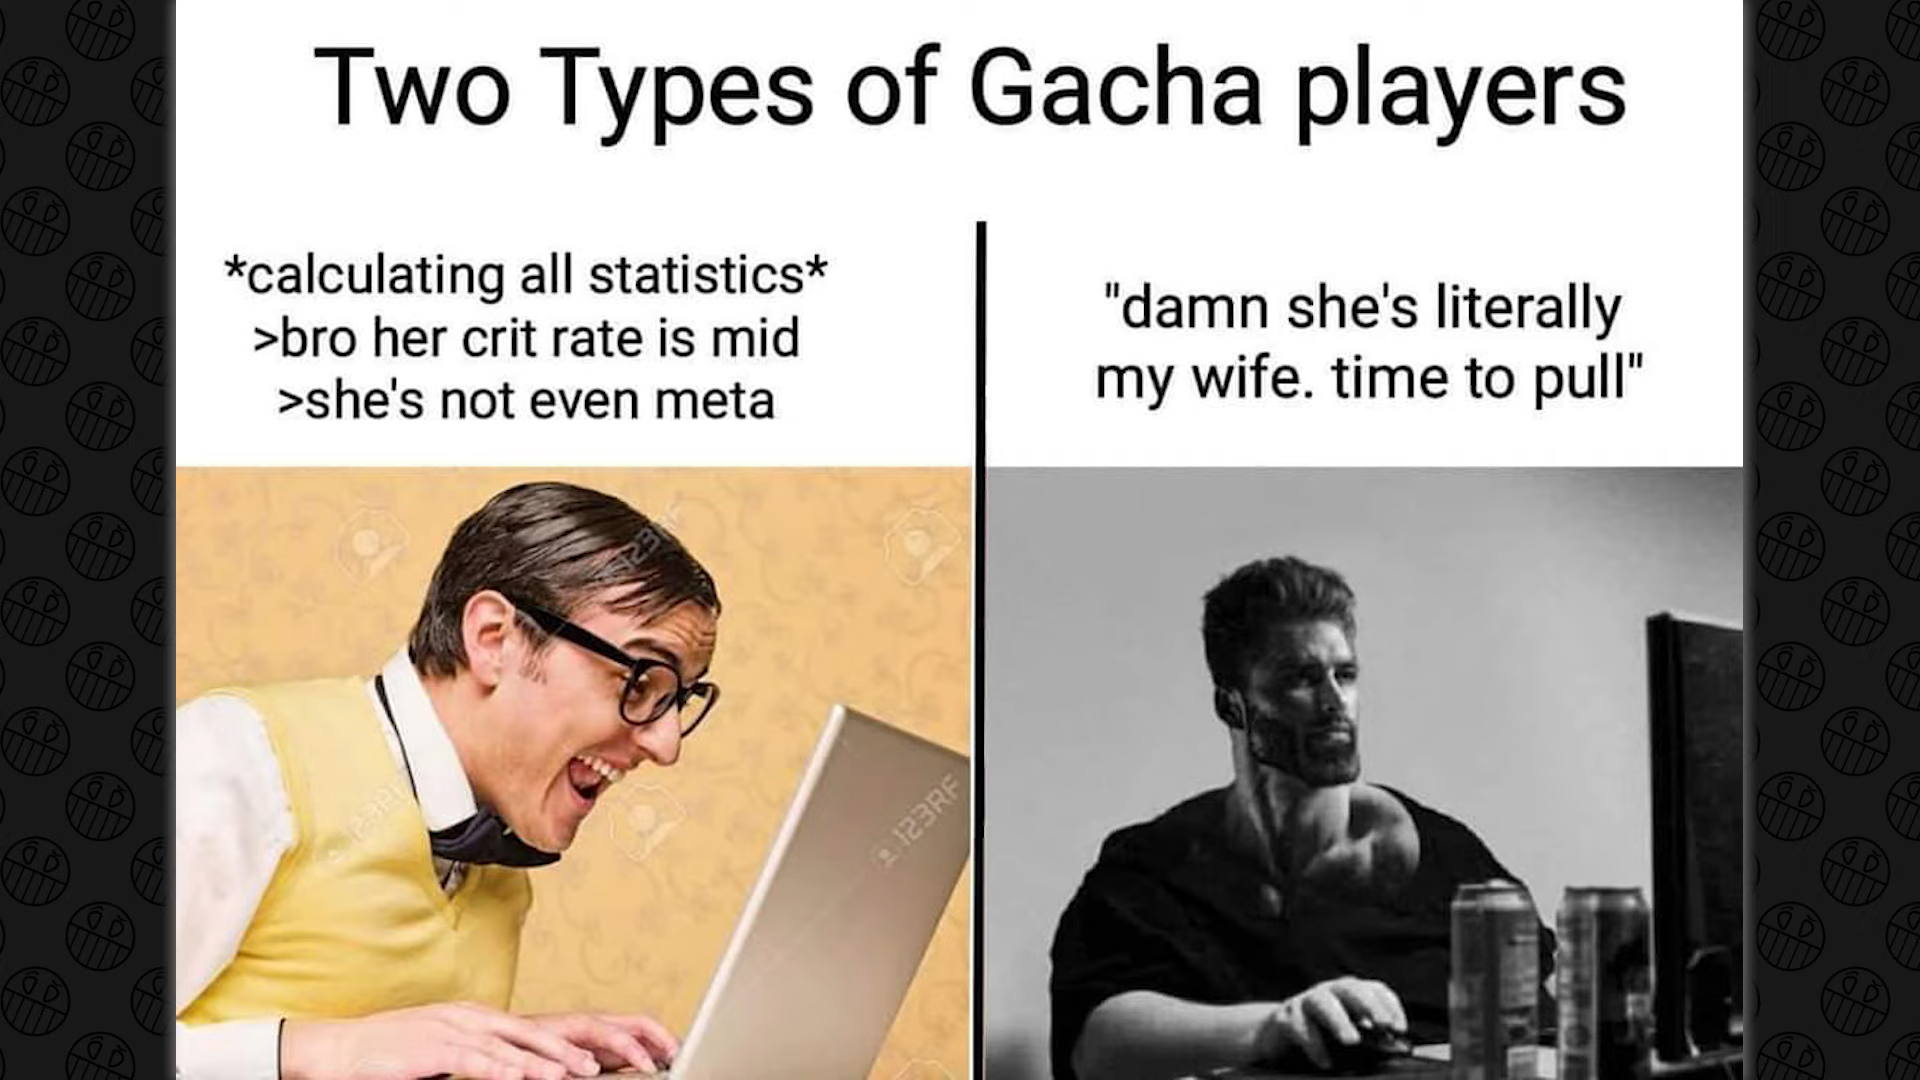 Two Types of Gacha players
*calculating all statistics*
>bro her crit rate is mid
>she's not even meta
"damn she's literally
my wife. time to pull"
123RF